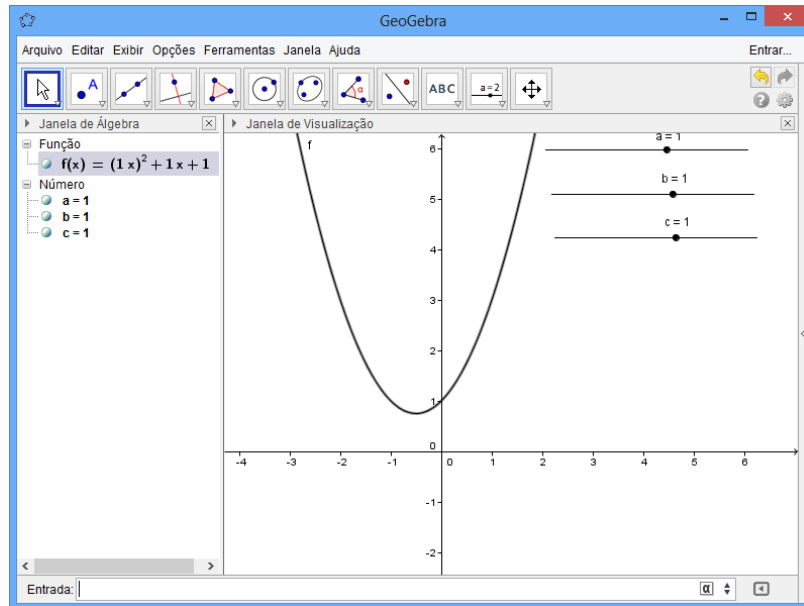 GeoGebra
Arquivo Editar Exibir Opções Ferramentas Janela Ajuda Entrar...
A α ABC a=2
Janela de Álgebra
Janela de Visualização
Função
f(x) = (1 x)² + 1 x + 1
Número
a = 1
b = 1
c = 1
f
a = 1
b = 1
c = 1
6
5
4
3
2
1
0
-4 -3 -2 -1 0 1 2 3 4 5 6
-1
-2
Entrada: α